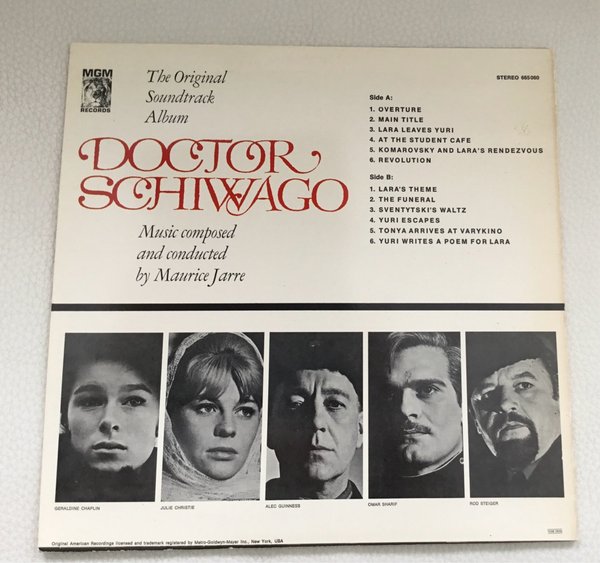 MGM
RECORDS
The Original
Soundtrack
Album
DOCTOR
SCHIWAGO
Music composed
and conducted
by Maurice Jarre
STEREO 665 060
Side A:
1. OVERTURE
2. MAIN TITLE
3. LARA LEAVES YURI
4. AT THE STUDENT CAFE
5. KOMAROVSKY AND LARA'S RENDEZVOUS
6. REVOLUTION
Side B:
1. LARA'S THEME
2. THE FUNERAL
3. SVENTYTSKI'S WALTZ
4. YURI ESCAPES
5. TONYA ARRIVES AT VARYKINO
6. YURI WRITES A POEM FOR LARA
GERALDINE CHAPLIN
JULIE CHRISTIE
ALEC GUINNESS
OMAR SHARIF
ROD STEIGER
Original American Recordings licensed and trademark registered by Metro-Goldwyn-Mayer Inc., New York, USA